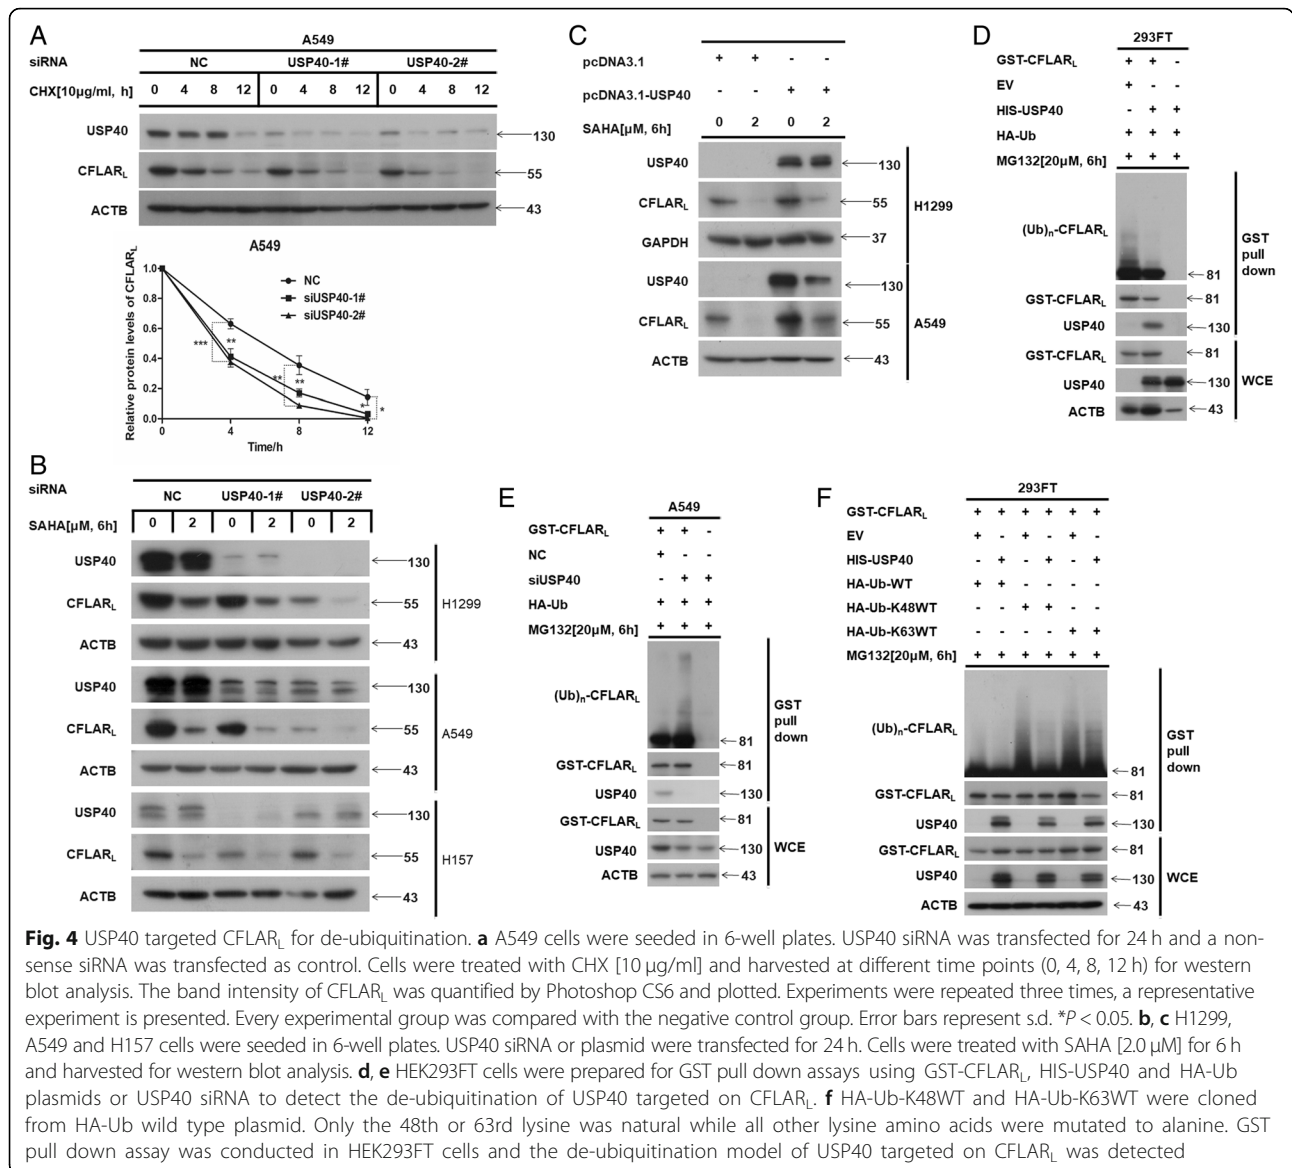 A
A549
siRNA
NC USP40-1# USP40-2#
CHX[10µg/ml, h] 0 4 8 12 0 4 8 12 0 4 8 12
USP40 130
CFLARL 55
ACTB 43
A549
Relative protein levels of CFLARL
1.0
0.8
0.6
0.4
0.2
0.0
NC
siUSP40-1#
siUSP40-2#
***
**
**
**
*
*
0 4 8 12
Time/h
B
siRNA
NC USP40-1# USP40-2#
SAHA[µM, 6h] 0 2 0 2 0 2
USP40 130
CFLARL 55
ACTB 43
H1299
USP40 130
CFLARL 55
ACTB 43
A549
USP40 130
CFLARL 55
ACTB 43
H157
C
pcDNA3.1 + + - -
pcDNA3.1-USP40 - - + +
SAHA[µM, 6h] 0 2 0 2
USP40 130
CFLARL 55
GAPDH 37
H1299
USP40 130
CFLARL 55
ACTB 43
A549
D
293FT
GST-CFLARL + + -
EV + - -
HIS-USP40 - + +
HA-Ub + + +
MG132[20µM, 6h] + + +
(Ub)n-CFLARL
81
GST-CFLARL 81
USP40 130
GST pull down
GST-CFLARL 81
USP40 130
ACTB 43
WCE
E
A549
GST-CFLARL + + -
NC + - -
siUSP40 - + +
HA-Ub + + +
MG132[20µM, 6h] + + +
(Ub)n-CFLARL
81
GST-CFLARL 81
USP40 130
GST pull down
GST-CFLARL 81
USP40 130
ACTB 43
WCE
F
293FT
GST-CFLARL + + + + + +
EV + - + - + -
HIS-USP40 - + - + - +
HA-Ub-WT + + - - - -
HA-Ub-K48WT - - + + - -
HA-Ub-K63WT - - - - + +
MG132[20µM, 6h] + + + + + +
(Ub)n-CFLARL
81
GST-CFLARL 81
USP40 130
GST pull down
GST-CFLARL 81
USP40 130
ACTB 43
WCE
Fig. 4 USP40 targeted CFLARL for de-ubiquitination. a A549 cells were seeded in 6-well plates. USP40 siRNA was transfected for 24 h and a non-
sense siRNA was transfected as control. Cells were treated with CHX [10 µg/ml] and harvested at different time points (0, 4, 8, 12 h) for western
blot analysis. The band intensity of CFLARL was quantified by Photoshop CS6 and plotted. Experiments were repeated three times, a representative
experiment is presented. Every experimental group was compared with the negative control group. Error bars represent s.d. *P < 0.05. b, c H1299,
A549 and H157 cells were seeded in 6-well plates. USP40 siRNA or plasmid were transfected for 24 h. Cells were treated with SAHA [2.0 µM] for 6 h
and harvested for western blot analysis. d, e HEK293FT cells were prepared for GST pull down assays using GST-CFLARL, HIS-USP40 and HA-Ub
plasmids or USP40 siRNA to detect the de-ubiquitination of USP40 targeted on CFLARL. f HA-Ub-K48WT and HA-Ub-K63WT were cloned
from HA-Ub wild type plasmid. Only the 48th or 63rd lysine was natural while all other lysine amino acids were mutated to alanine. GST
pull down assay was conducted in HEK293FT cells and the de-ubiquitination model of USP40 targeted on CFLARL was detected